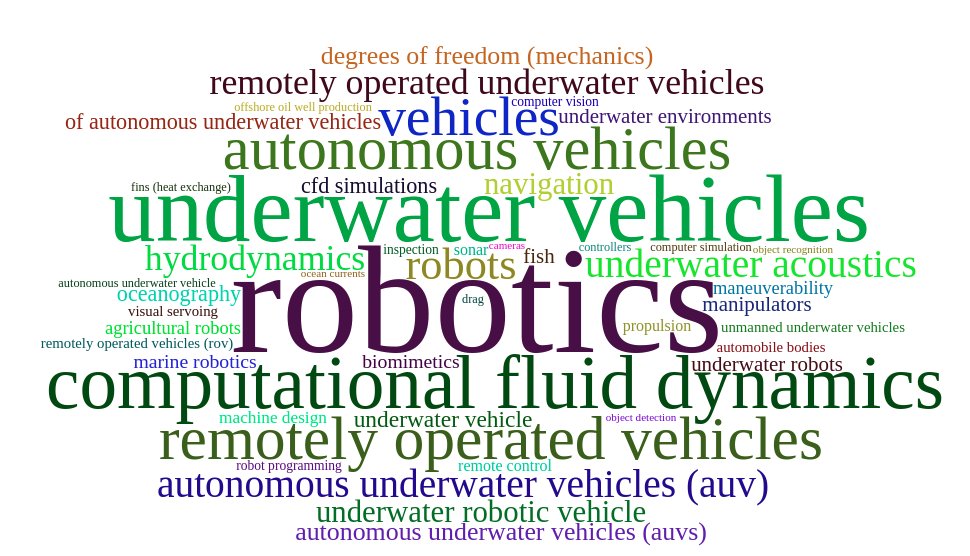 degrees of freedom (mechanics)
remotely operated underwater vehicles
offshore oil well production
computer vision
of autonomous underwater vehicles
vehicles
underwater environments
autonomous vehicles
fins (heat exchange)
cfd simulations
navigation
underwater vehicles
hydrodynamics
inspection
sonar
cameras
fish
controllers
computer simulation
object recognition
robots
underwater acoustics
ocean currents
autonomous underwater vehicle
oceanography
robotics
drag
maneuverability
manipulators
visual servoing
agricultural robots
propulsion
unmanned underwater vehicles
remotely operated vehicles (rov)
automobile bodies
marine robotics
biomimetics
underwater robots
computational fluid dynamics
machine design
underwater vehicle
object detection
remotely operated vehicles
robot programming
remote control
autonomous underwater vehicles (auv)
underwater robotic vehicle
autonomous underwater vehicles (auvs)